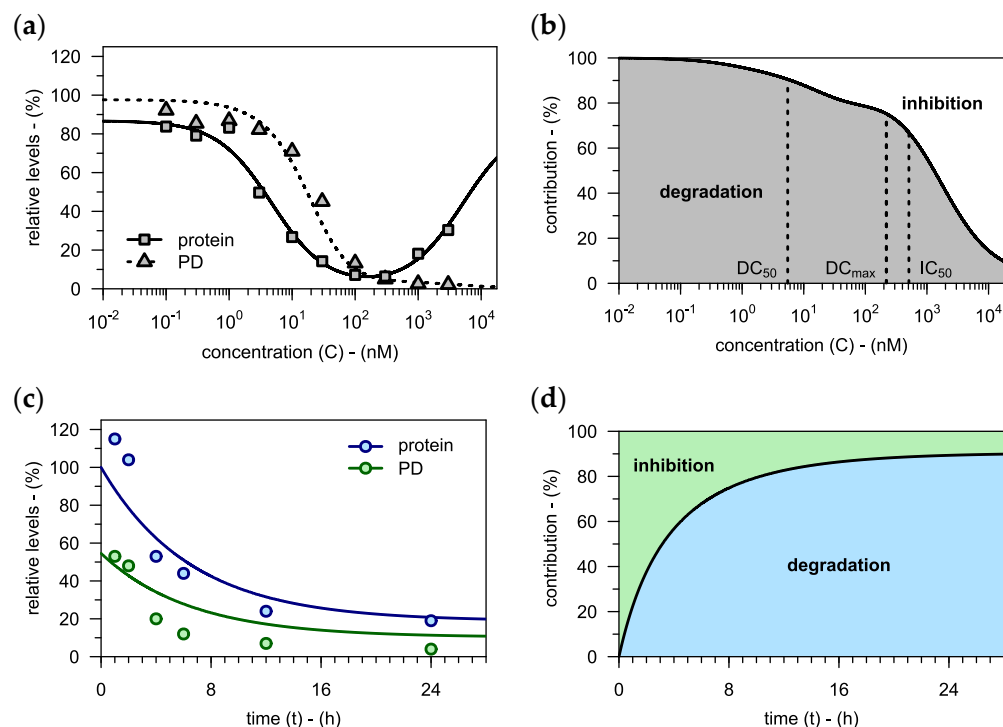 (a)
relative levels - (%)
120
100
80
60
40
20
0
protein
PD
10⁻² 10⁻¹ 10⁰ 10¹ 10² 10³ 10⁴
concentration (C) - (nM)
(b)
contribution - (%)
100
80
60
40
20
0
inhibition
degradation
DC₅₀ DCₘₐₓ IC₅₀
10⁻² 10⁻¹ 10⁰ 10¹ 10² 10³ 10⁴
concentration (C) - (nM)
(c)
relative levels - (%)
120
100
80
60
40
20
0
protein
PD
0 8 16 24
time (t) - (h)
(d)
contribution - (%)
100
80
60
40
20
0
inhibition
degradation
0 8 16 24
time (t) - (h)